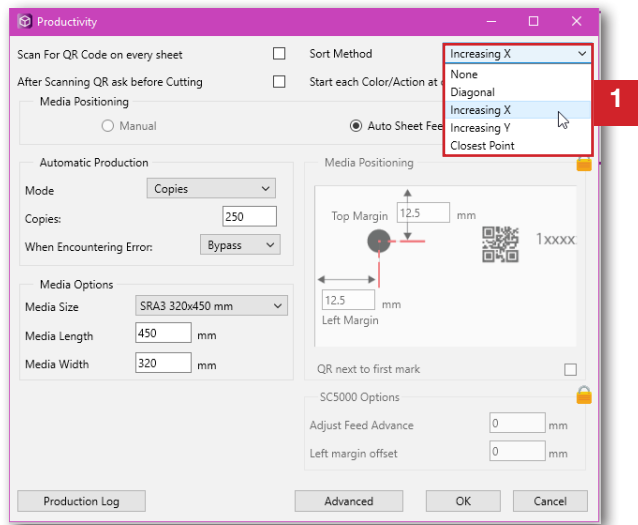 Productivity
Scan For QR Code on every sheet
Sort Method
Increasing X
After Scanning QR ask before Cutting
Start each Color/Action at
None
Diagonal
Increasing X
Increasing Y
Closest Point
1
Media Positioning
Manual
Auto Sheet Fee
Automatic Production
Mode
Copies
Copies:
250
When Encountering Error:
Bypass
Media Options
Media Size
SRA3 320x450 mm
Media Length
450
mm
Media Width
320
mm
Media Positioning
Top Margin
12.5
mm
1xxxx
12.5
mm
Left Margin
QR next to first mark
SC5000 Options
Adjust Feed Advance
0
mm
Left margin offset
0
mm
Production Log
Advanced
OK
Cancel